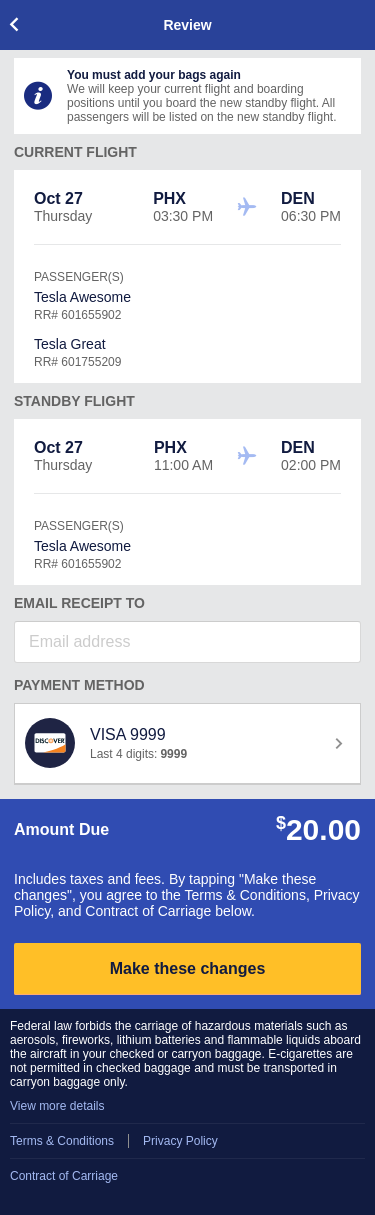 Review
You must add your bags again
We will keep your current flight and boarding
positions until you board the new standby flight. All
passengers will be listed on the new standby flight.
CURRENT FLIGHT
Oct 27 PHX DEN
Thursday 03:30 PM 06:30 PM
PASSENGER(S)
Tesla Awesome
RR# 601655902
Tesla Great
RR# 601755209
STANDBY FLIGHT
Oct 27 PHX DEN
Thursday 11:00 AM 02:00 PM
PASSENGER(S)
Tesla Awesome
RR# 601655902
EMAIL RECEIPT TO
Email address
PAYMENT METHOD
DISCOVER
VISA 9999
Last 4 digits: 9999
Amount Due $20.00
Includes taxes and fees. By tapping "Make these
changes", you agree to the Terms & Conditions, Privacy
Policy, and Contract of Carriage below.
Make these changes
Federal law forbids the carriage of hazardous materials such as
aerosols, fireworks, lithium batteries and flammable liquids aboard
the aircraft in your checked or carryon baggage. E-cigarettes are
not permitted in checked baggage and must be transported in
carryon baggage only.
View more details
Terms & Conditions Privacy Policy
Contract of Carriage